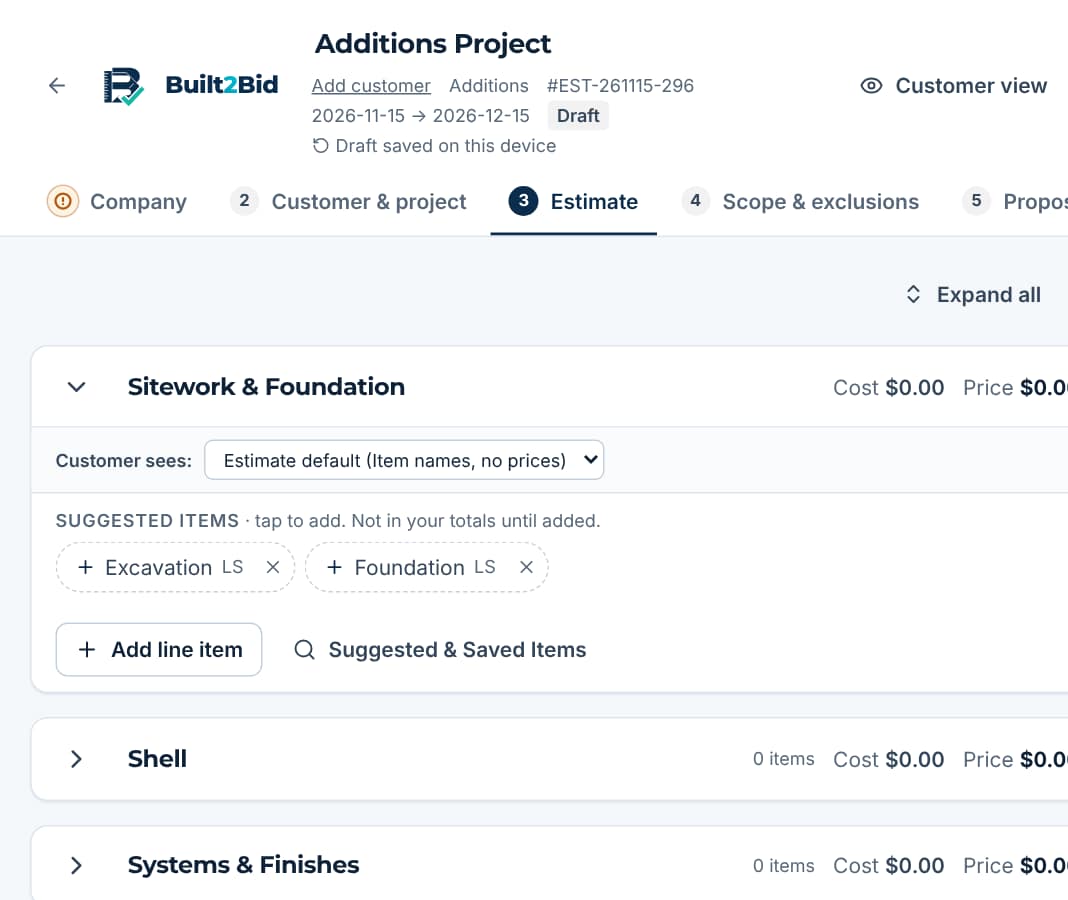 Additions Project
Built2Bid
Add customer Additions #EST-261115-296
2026-11-15 → 2026-12-15 Draft
Draft saved on this device
Customer view
Company 2 Customer & project 3 Estimate 4 Scope & exclusions 5 Propos
Expand all
Sitework & Foundation Cost $0.00 Price $0.0
Customer sees: Estimate default (Item names, no prices)
SUGGESTED ITEMS · tap to add. Not in your totals until added.
+ Excavation LS × + Foundation LS ×
+ Add line item Suggested & Saved Items
Shell 0 items Cost $0.00 Price $0.0
Systems & Finishes 0 items Cost $0.00 Price $0.0